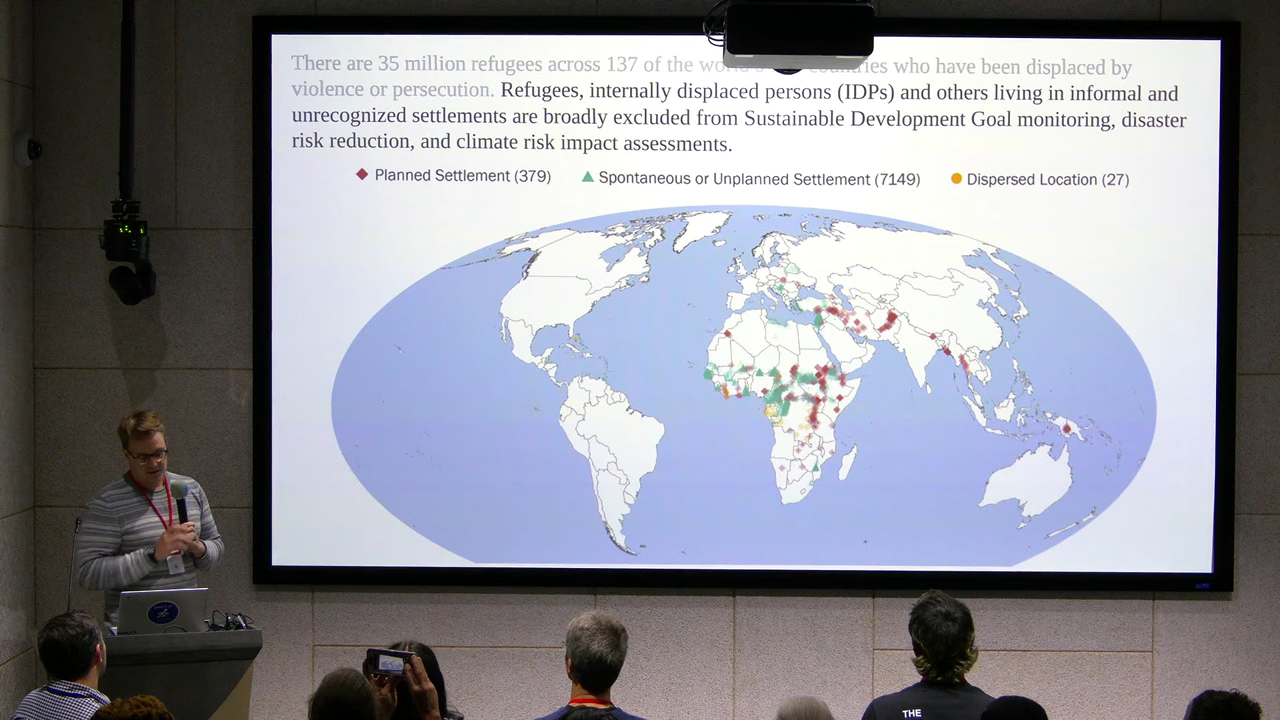 There are 35 million refugees across 137 of the world's countries who have been displaced by
violence or persecution. Refugees, internally displaced persons (IDPs) and others living in informal and
unrecognized settlements are broadly excluded from Sustainable Development Goal monitoring, disaster
risk reduction, and climate risk impact assessments.
Planned Settlement (379) Spontaneous or Unplanned Settlement (7149) Dispersed Location (27)
THE